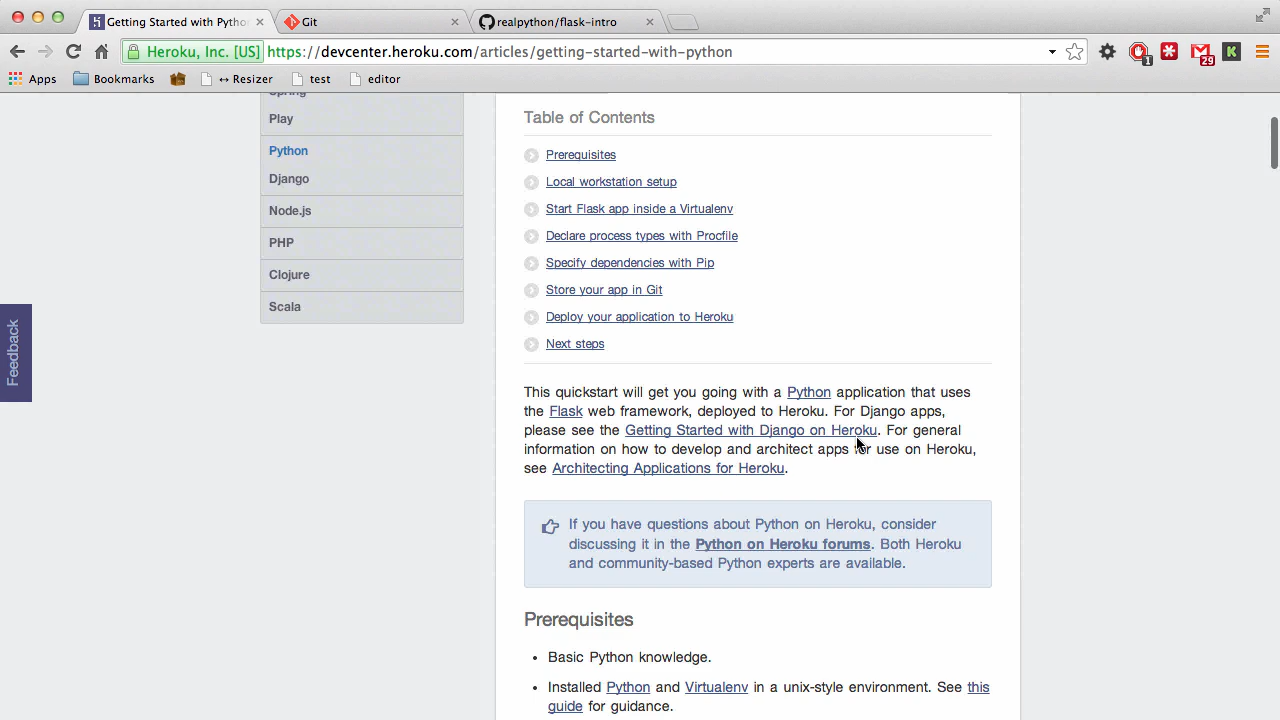 Getting Started with Pytho
Git
realpython/flask-intro
Heroku, Inc. [US] https://devcenter.heroku.com/articles/getting-started-with-python
1
29
K
Apps
Bookmarks
↔ Resizer
test
editor
Spring
Play
Python
Django
Node.js
PHP
Clojure
Scala
Feedback
Table of Contents
Prerequisites
Local workstation setup
Start Flask app inside a Virtualenv
Declare process types with Procfile
Specify dependencies with Pip
Store your app in Git
Deploy your application to Heroku
Next steps
This quickstart will get you going with a Python application that uses
the Flask web framework, deployed to Heroku. For Django apps,
please see the Getting Started with Django on Heroku. For general
information on how to develop and architect apps for use on Heroku,
see Architecting Applications for Heroku.
If you have questions about Python on Heroku, consider
discussing it in the Python on Heroku forums. Both Heroku
and community-based Python experts are available.
Prerequisites
• Basic Python knowledge.
• Installed Python and Virtualenv in a unix-style environment. See this
guide for guidance.